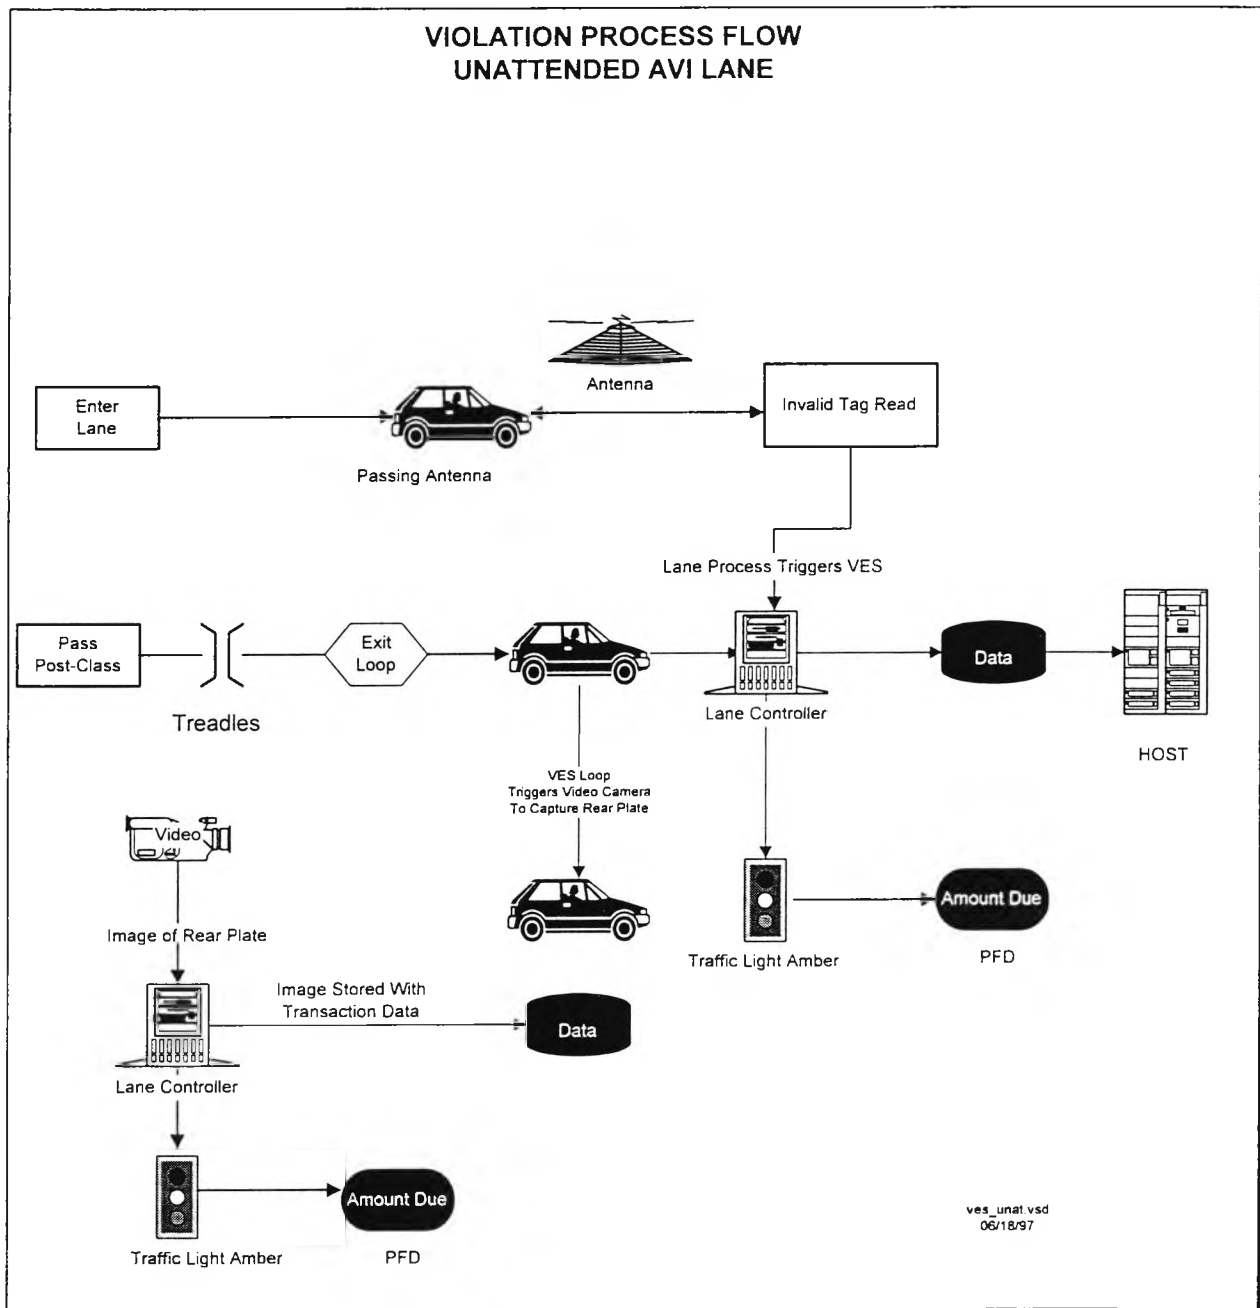 VIOLATION PROCESS FLOW
UNATTENDED AVI LANE
Antenna
Enter
Lane
Invalid Tag Read
Passing Antenna
Lane Process Triggers VES
Pass
Post-Class
Exit
Loop
Data
Treadles
Lane Controller
HOST
VES Loop
Triggers Video Camera
To Capture Rear Plate
Video
Amount Due
Image of Rear Plate
Traffic Light Amber
PFD
Image Stored With
Transaction Data
Data
Lane Controller
Amount Due
Traffic Light Amber
PFD
ves_unat.vsd
06/18/97